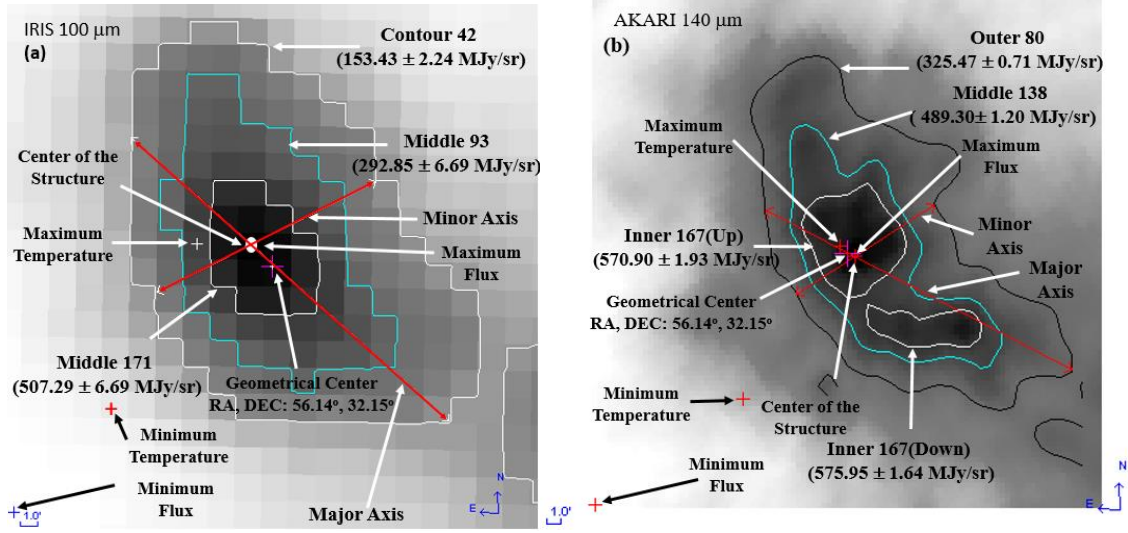 IRIS 100 μm
(a)
Contour 42
(153.43 ± 2.24 MJy/sr)
Middle 93
(292.85 ± 6.69 MJy/sr)
Center of the
Structure
Minor Axis
Maximum
Temperature
Maximum
Flux
Middle 171
(507.29 ± 6.69 MJy/sr)
Geometrical Center
RA, DEC: 56.14º, 32.15º
Minimum
Temperature
Minimum
Flux
Major Axis
1.0'
N
E
AKARI 140 μm
(b)
Outer 80
(325.47 ± 0.71 MJy/sr)
Middle 138
( 489.30± 1.20 MJy/sr)
Maximum
Temperature
Maximum
Flux
Inner 167(Up)
(570.90 ± 1.93 MJy/sr)
Minor
Axis
Major
Axis
Geometrical Center
RA, DEC: 56.14º, 32.15º
Minimum
Temperature
Center of the
Structure
Inner 167(Down)
(575.95 ± 1.64 MJy/sr)
Minimum
Flux
1.0'
N
E